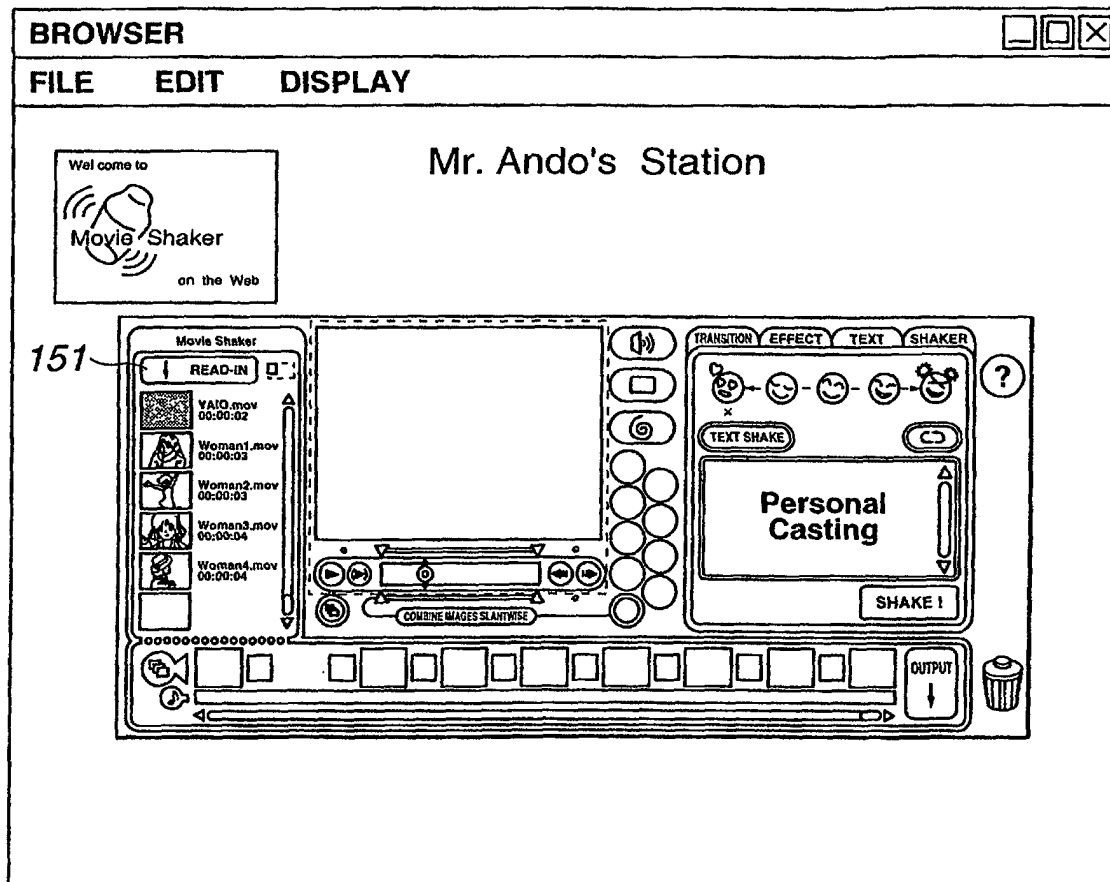 BROWSER
FILE EDIT DISPLAY
Wel come to
Movie Shaker
on the Web
Mr. Ando's Station
151
Movie Shaker
READ-IN
VAIO.mov
00:00:02
Woman1.mov
00:00:03
Woman2.mov
00:00:03
Woman3.mov
00:00:04
Woman4.mov
00:00:04
COMBINE IMAGES SLANTWISE
TRANSITION EFFECT TEXT SHAKER
?
TEXT SHAKE
Personal
Casting
SHAKE !
OUTPUT